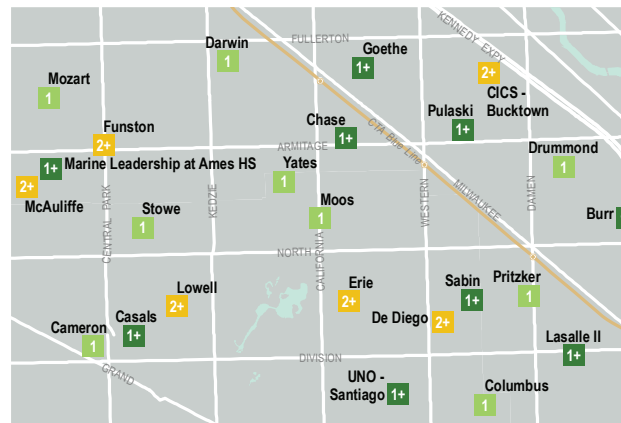 KENNEDY EXPY
Darwin
1
FULLERTON
Goethe
1+
2+
CICS -
Bucktown
Mozart
1
Funston
2+
Chase
1+
Pulaski
1+
CTA Blue Line
ARMITAGE
Drummond
1
1+
Marine Leadership at Ames HS
Yates
1
2+
McAuliffe
CENTRAL PARK
KEDZIE
WESTERN
MILWAUKEE
DAMEN
Stowe
1
Moos
1
Burr
NORTH
CALIFORNIA
Lowell
2+
Erie
2+
Sabin
1+
Pritzker
1
De Diego
2+
Casals
1+
Cameron
1
Lasalle II
1+
DIVISION
GRAND
UNO -
Santiago
1+
Columbus
1